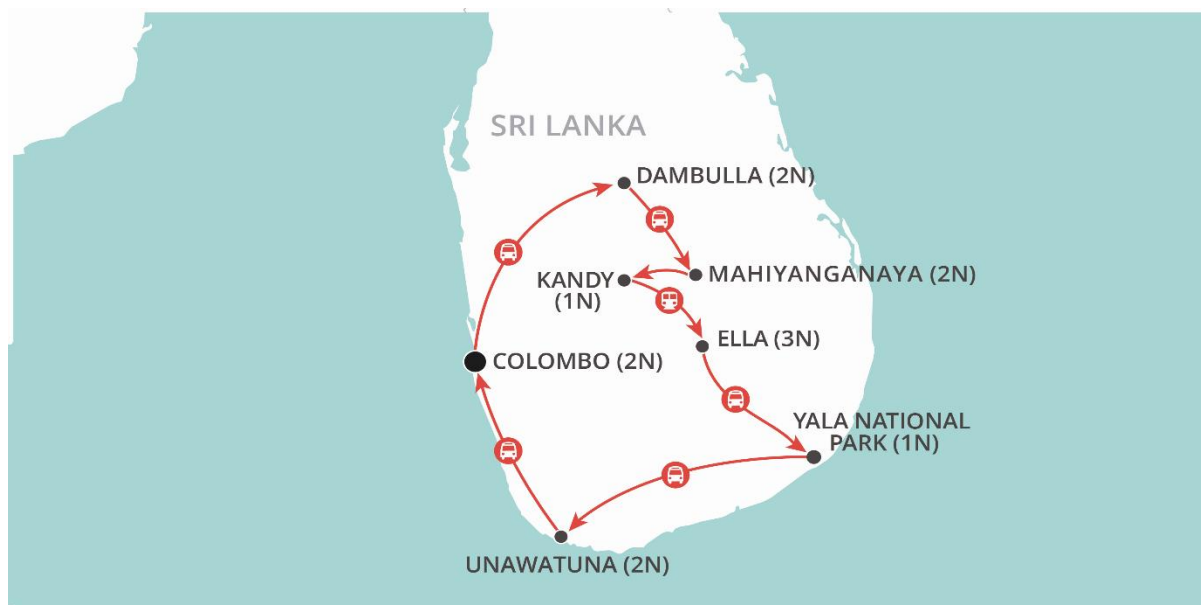 SRI LANKA
DAMBULLA (2N)
MAHIYANGANAYA (2N)
KANDY
(1N)
ELLA (3N)
COLOMBO (2N)
YALA NATIONAL
PARK (1N)
UNAWATUNA (2N)